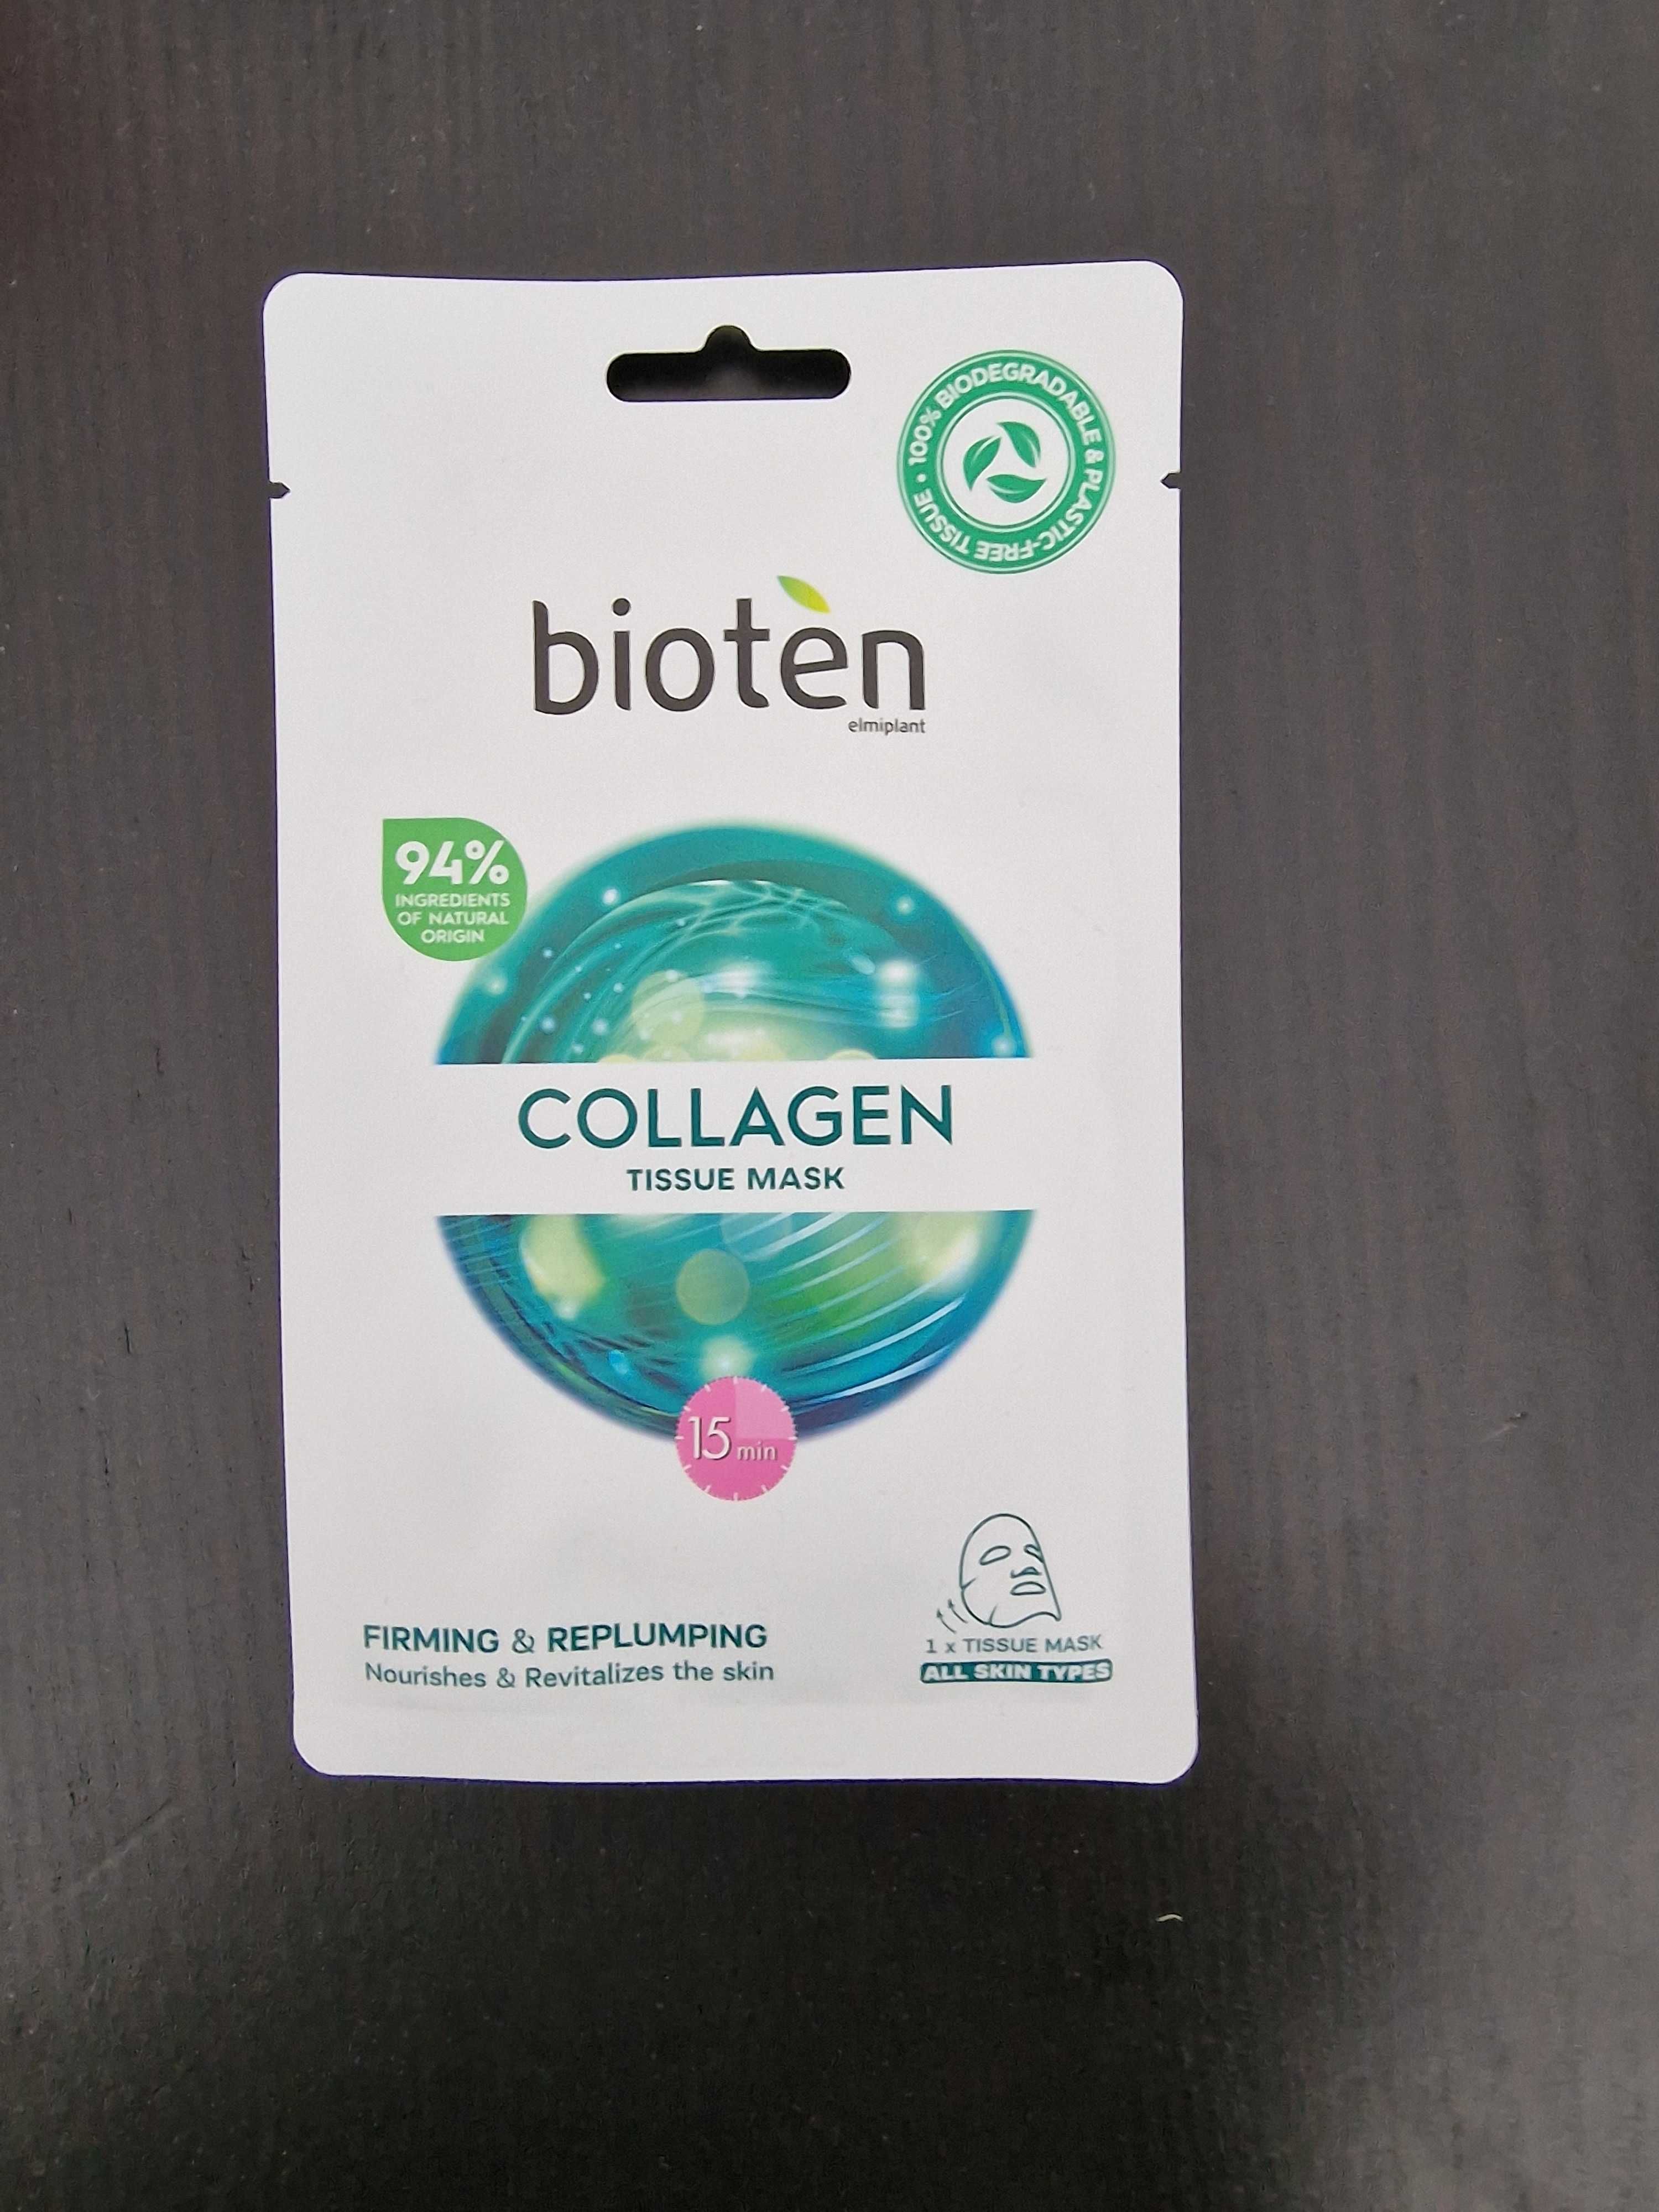 100% BIODEGRADABLE & PLASTIC-FREE TISSUE •
bioten
elmiplant
94%
INGREDIENTS
OF NATURAL
ORIGIN
COLLAGEN
TISSUE MASK
15 min
FIRMING & REPLUMPING
Nourishes & Revitalizes the skin
1 x TISSUE MASK
ALL SKIN TYPES